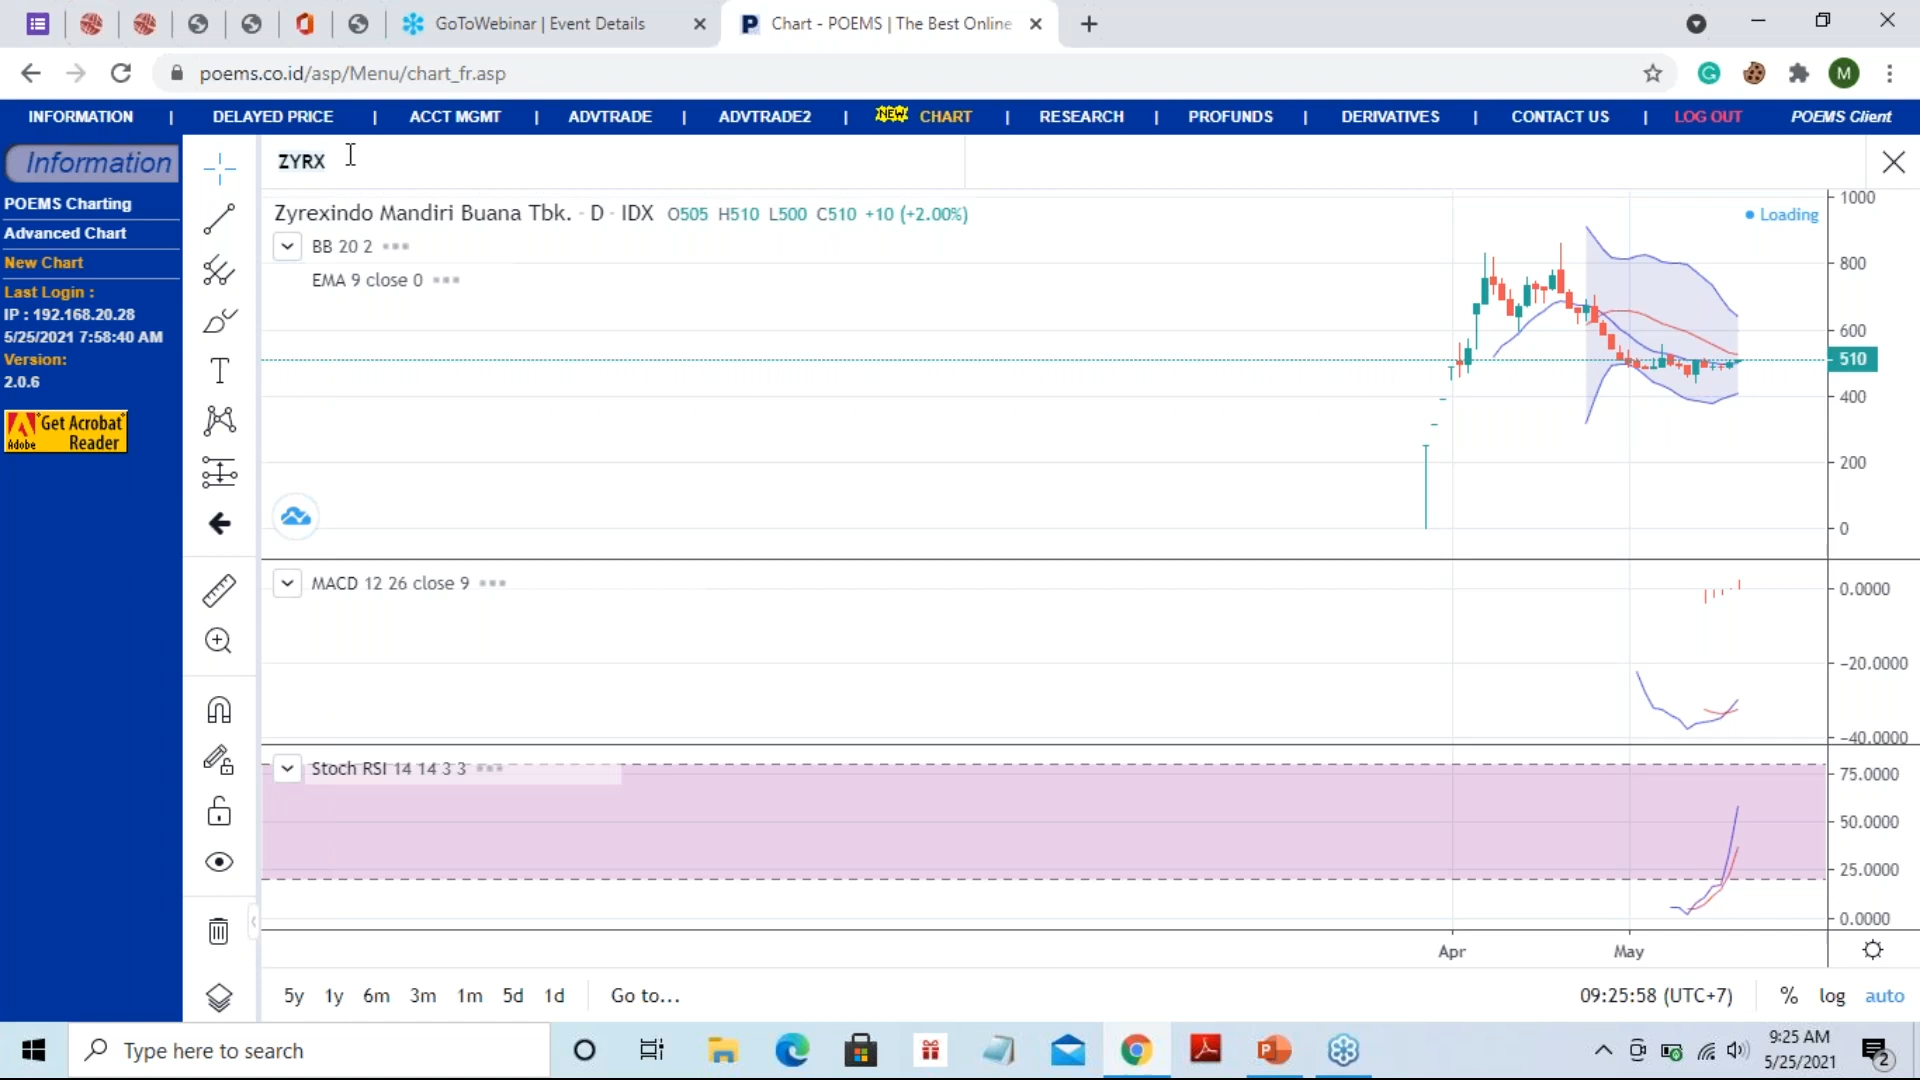 GoToWebinar | Event Details
Chart - POEMS | The Best Online
poems.co.id/asp/Menu/chart_fr.asp
M
INFORMATION | DELAYED PRICE | ACCT MGMT | ADVTRADE | ADVTRADE2 | NEW CHART | RESEARCH | PROFUNDS | DERIVATIVES | CONTACT US | LOG OUT POEMS Client
Information
POEMS Charting
Advanced Chart
New Chart
Last Login :
IP : 192.168.20.28
5/25/2021 7:58:40 AM
Version:
2.0.6
Get Acrobat
Adobe Reader
ZYRX
Zyrexindo Mandiri Buana Tbk. · D · IDX O505 H510 L500 C510 +10 (+2.00%)
Loading
BB 20 2
EMA 9 close 0
1000
800
600
510
400
200
0
MACD 12 26 close 9
0.0000
-20.0000
-40.0000
Stoch RSI 14 14 3 3
75.0000
50.0000
25.0000
0.0000
Apr May
5y 1y 6m 3m 1m 5d 1d Go to...
09:25:58 (UTC+7) % log auto
Type here to search
9:25 AM
5/25/2021
2